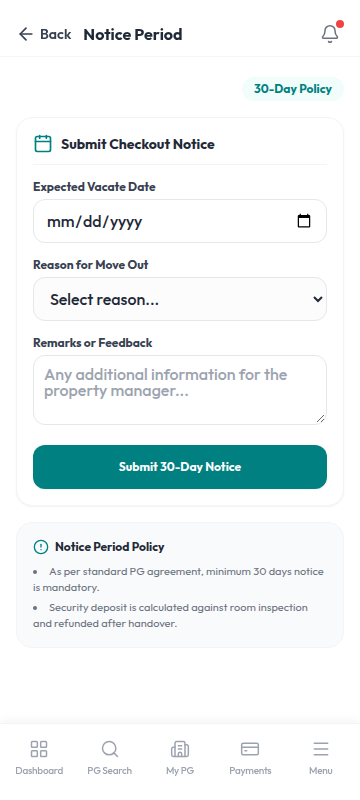 Back Notice Period
30-Day Policy
Submit Checkout Notice
Expected Vacate Date
mm/dd/yyyy
Reason for Move Out
Select reason...
Remarks or Feedback
Any additional information for the
property manager...
Submit 30-Day Notice
Notice Period Policy
• As per standard PG agreement, minimum 30 days notice
is mandatory.
• Security deposit is calculated against room inspection
and refunded after handover.
Dashboard PG Search My PG Payments Menu